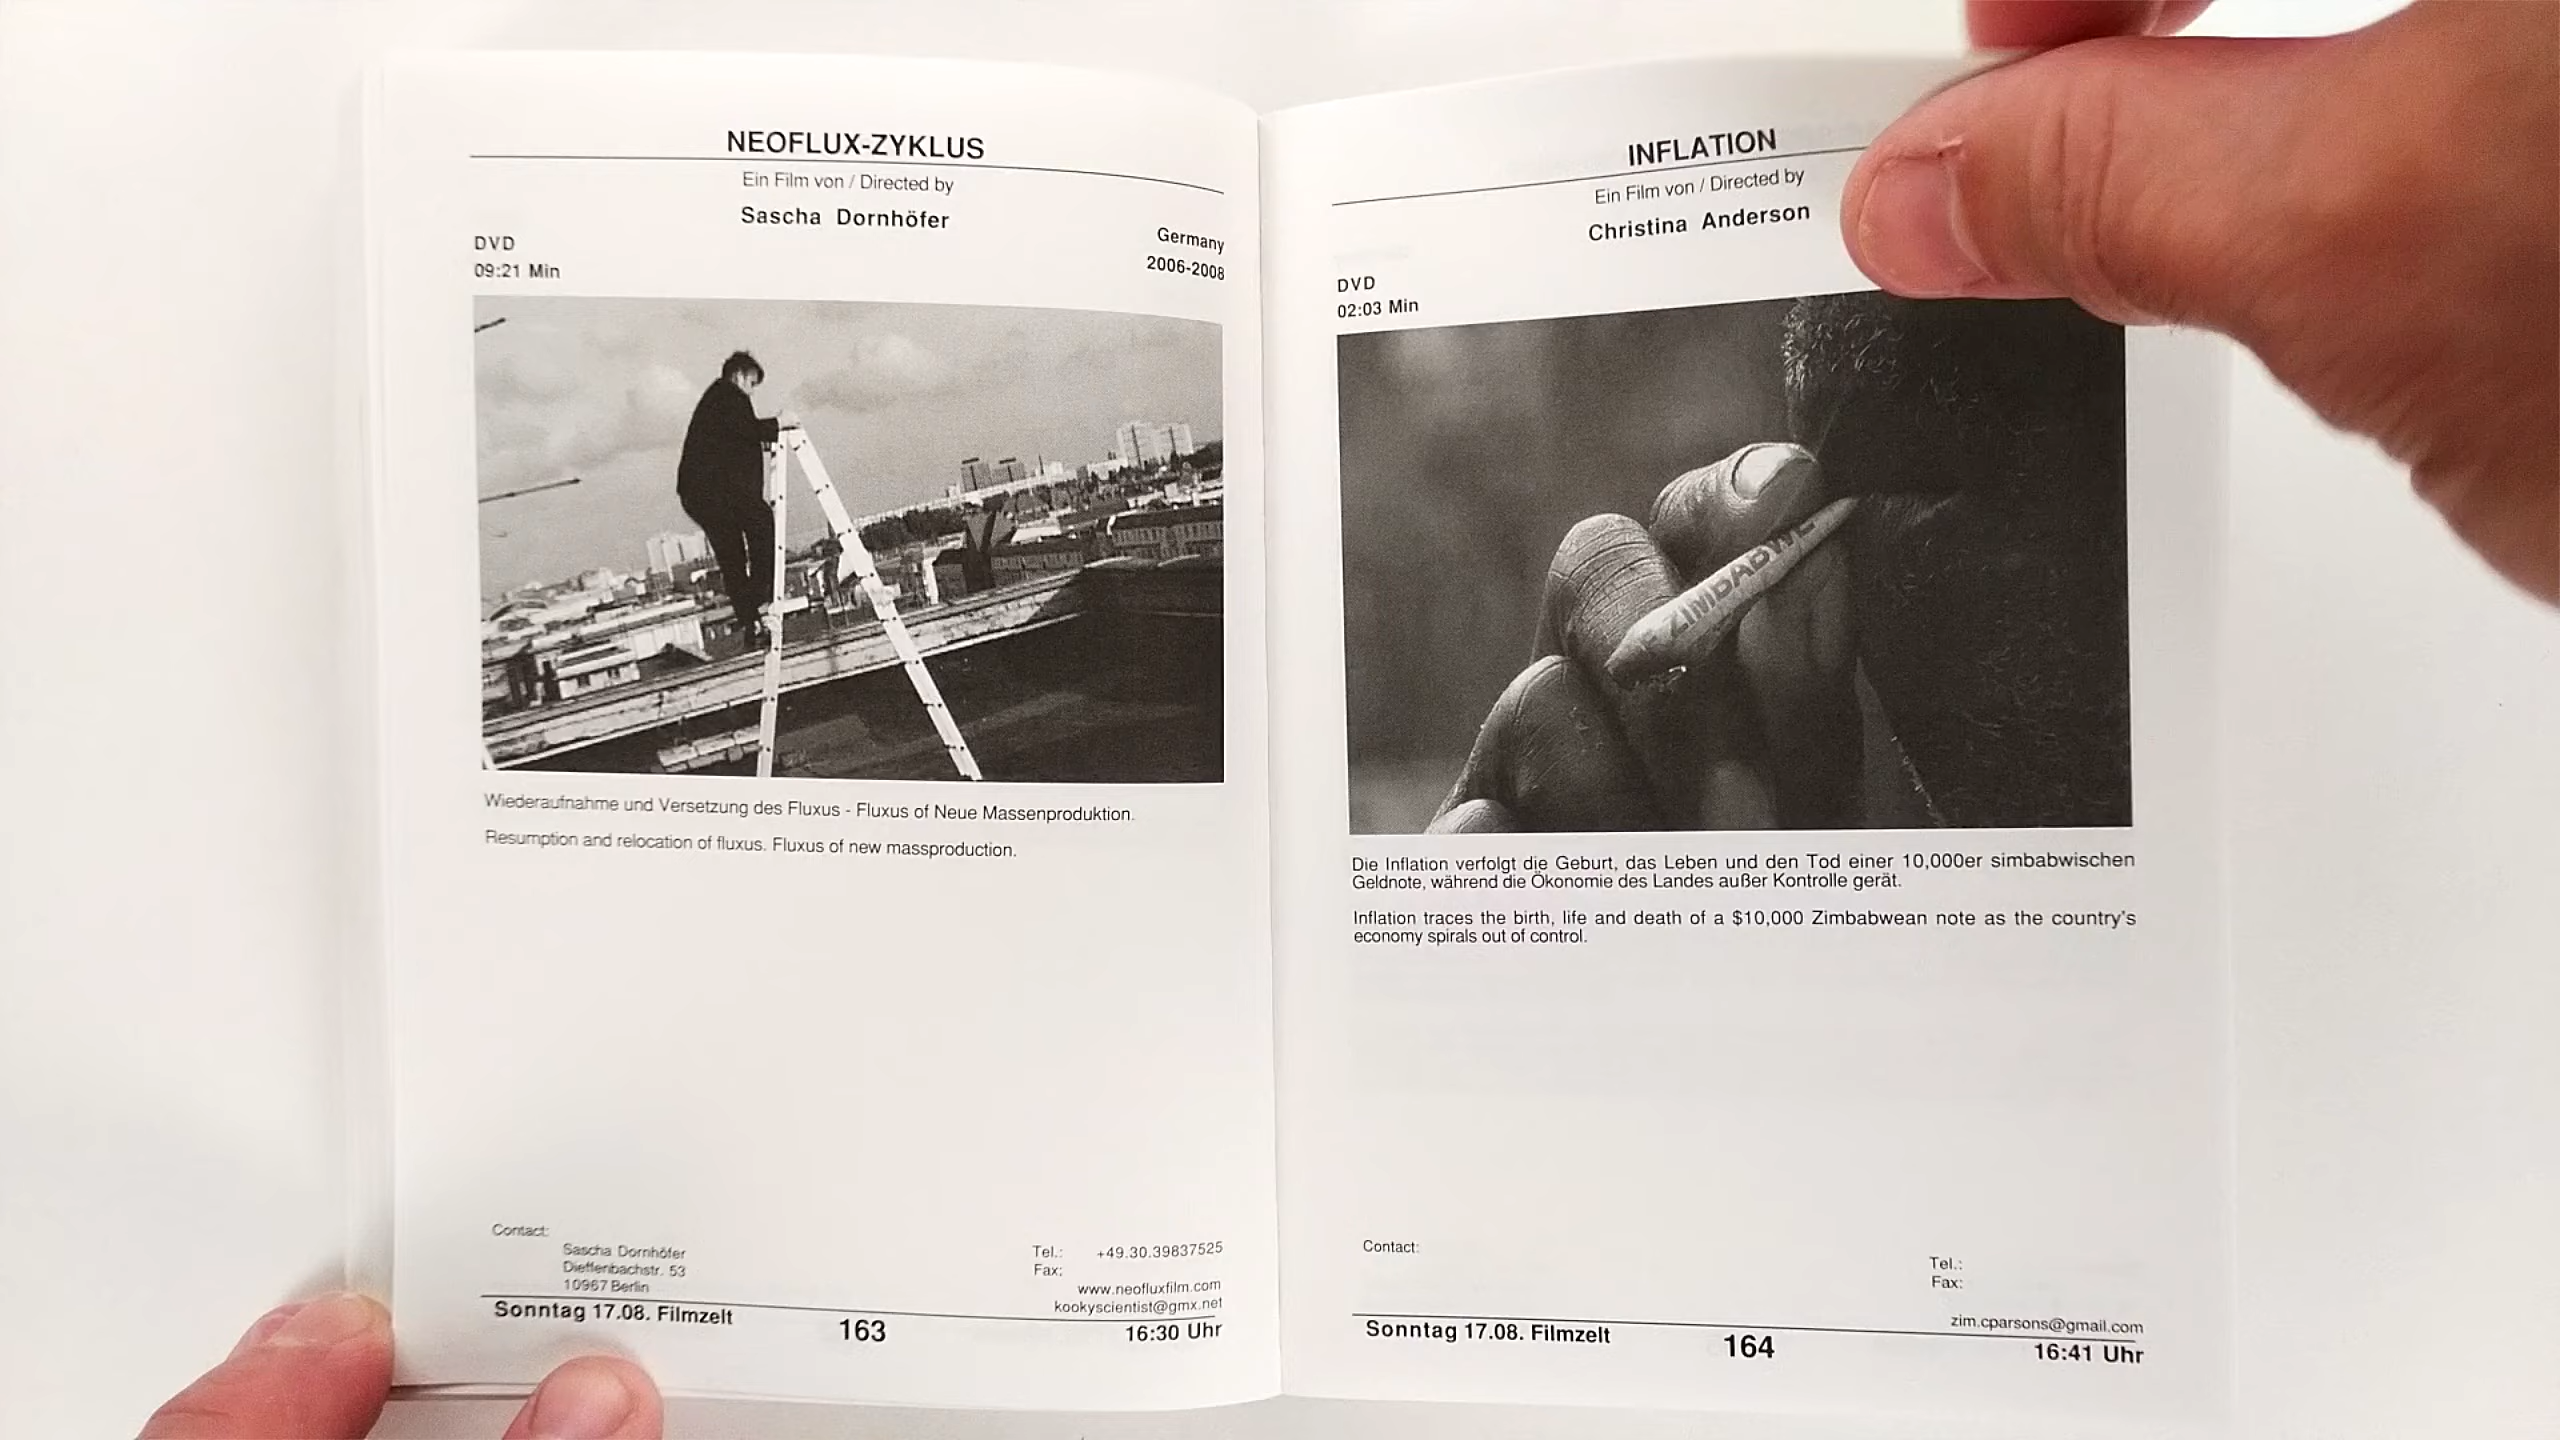 NEOFLUX-ZYKLUS
Ein Film von / Directed by
Sascha Dornhöfer
DVD
09:21 Min
Germany
2006-2008
Wiederaufnahme und Versetzung des Fluxus - Fluxus of Neue Massenproduktion.
Resumption and relocation of fluxus. Fluxus of new massproduction.
Contact:
Sascha Dornhöfer
Dieffenbachstr. 53
10967 Berlin
Tel.: +49.30.39837525
Fax:
www.neofluxfilm.com
kookyscientist@gmx.net
Sonntag 17.08. Filmzelt
163
16:30 Uhr
INFLATION
Ein Film von / Directed by
Christina Anderson
DVD
02:03 Min
ZIMBABWE
Die Inflation verfolgt die Geburt, das Leben und den Tod einer 10,000er simbabwischen
Geldnote, während die Ökonomie des Landes außer Kontrolle gerät.
Inflation traces the birth, life and death of a $10,000 Zimbabwean note as the country's
economy spirals out of control.
Contact:
Tel.:
Fax:
zim.cparsons@gmail.com
Sonntag 17.08. Filmzelt
164
16:41 Uhr